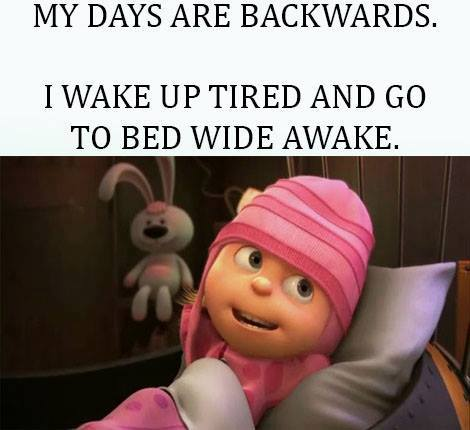 MY DAYS ARE BACKWARDS.
I WAKE UP TIRED AND GO
TO BED WIDE AWAKE.